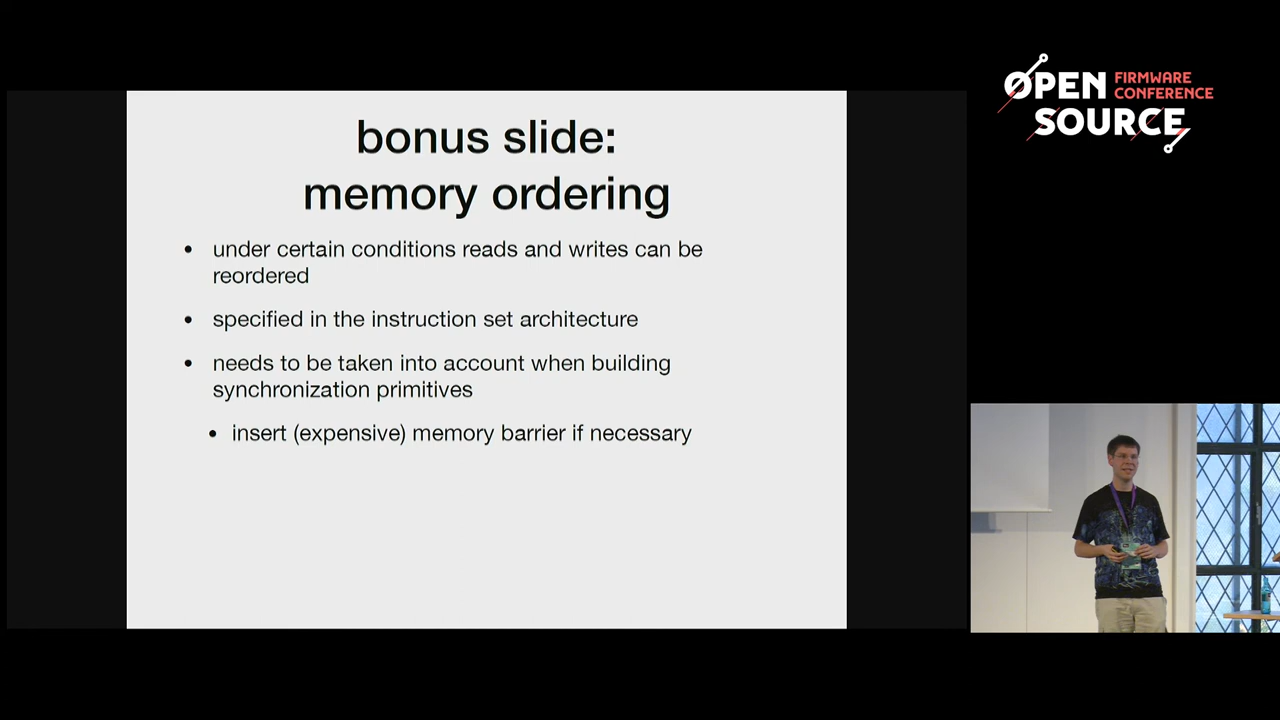 bonus slide:
memory ordering
• under certain conditions reads and writes can be
reordered
• specified in the instruction set architecture
• needs to be taken into account when building
synchronization primitives
• insert (expensive) memory barrier if necessary
OPEN FIRMWARE
CONFERENCE
SOURCE